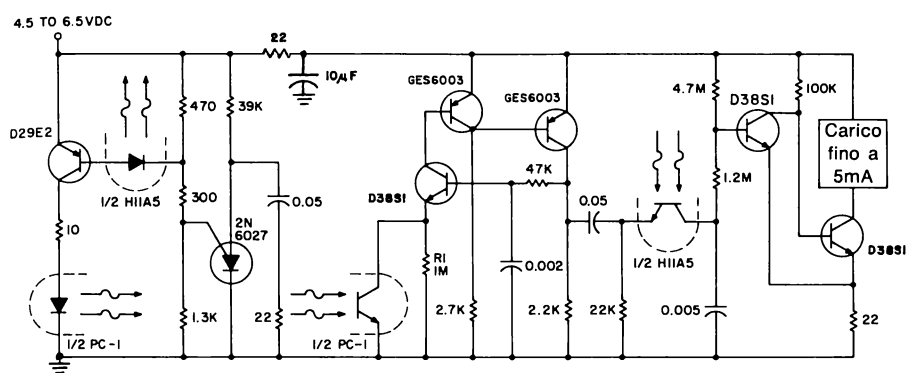 4.5 TO 6.5VDC
22
10µF
GES6003
GES6003
4.7M
D38S1
100K
470
39K
D29E2
Carico
fino a
5mA
47K
1/2 H11A5
300
0.05
D38S1
0.05
1.2M
2N
6027
10
R1
1M
0.002
1/2 H11A5
D38S1
1.3K
22
2.7K
2.2K
22K
0.005
22
1/2 PC-1
1/2 PC-1